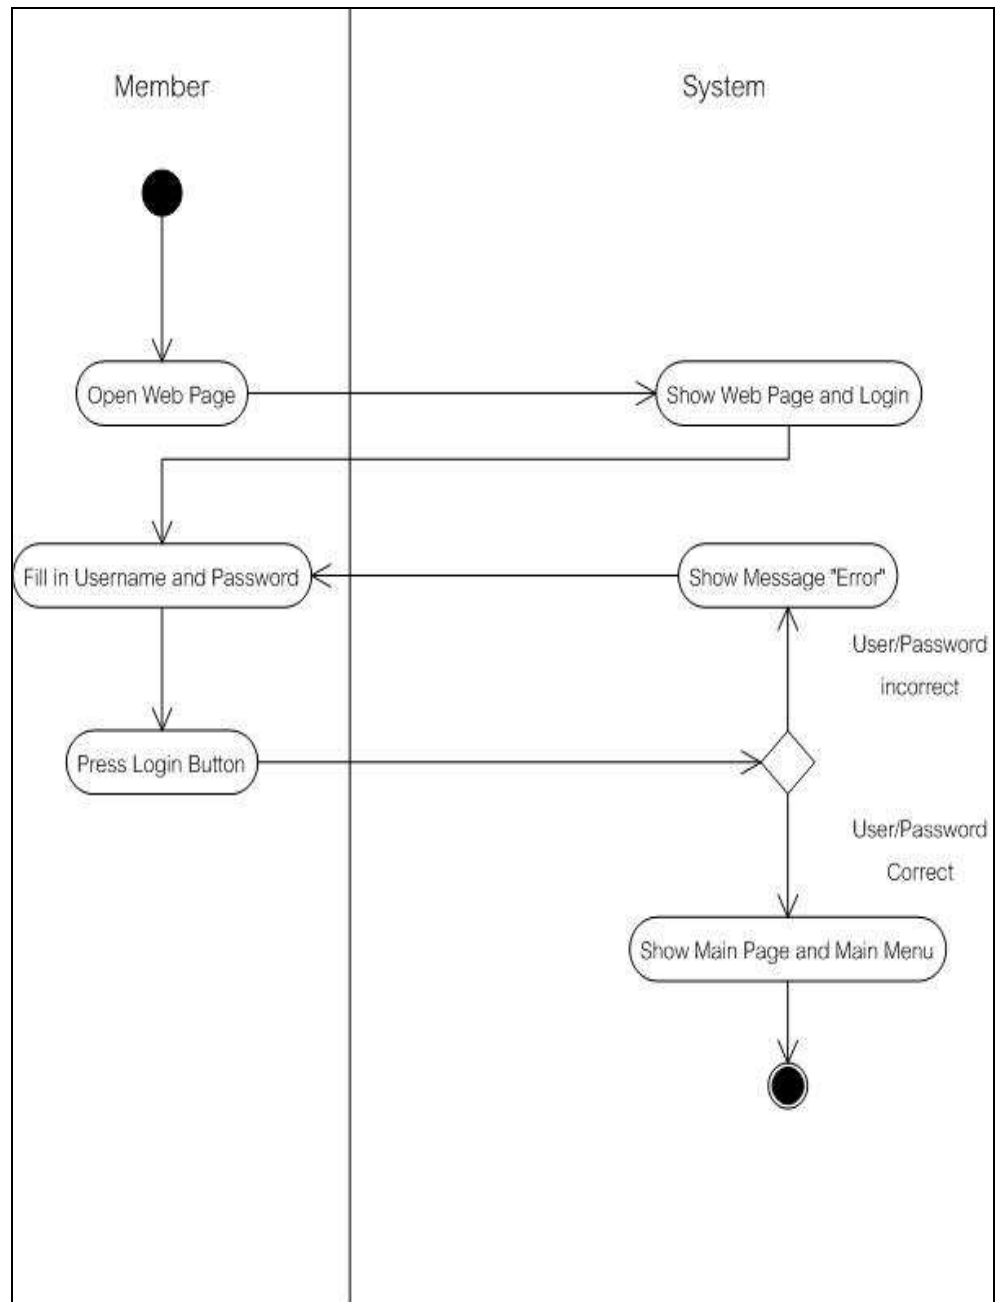 Member
System
Open Web Page
Show Web Page and Login
Fill in Username and Password
Show Message "Error"
User/Password
incorrect
Press Login Button
User/Password
Correct
Show Main Page and Main Menu